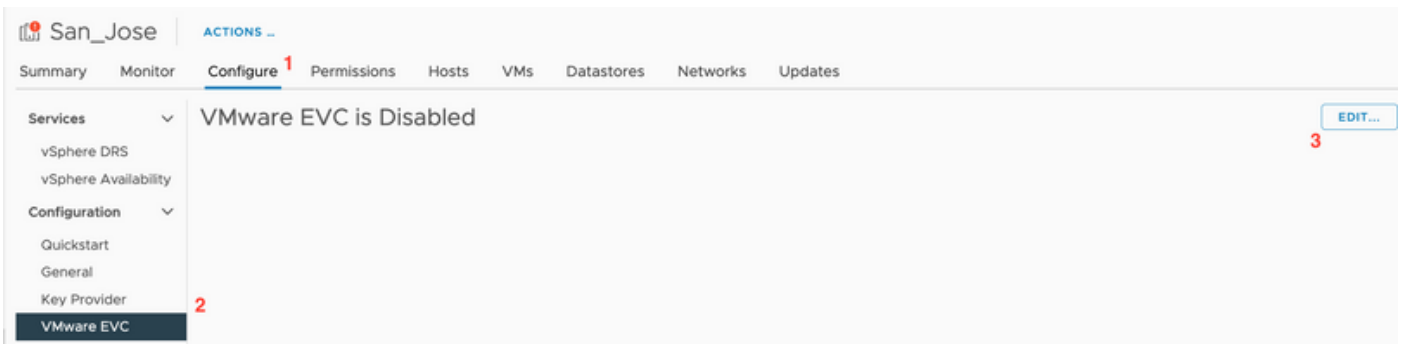 San_Jose ACTIONS ...
Summary Monitor Configure 1 Permissions Hosts VMs Datastores Networks Updates
Services
vSphere DRS
vSphere Availability
Configuration
Quickstart
General
Key Provider
2
VMware EVC
VMware EVC is Disabled
EDIT...
3